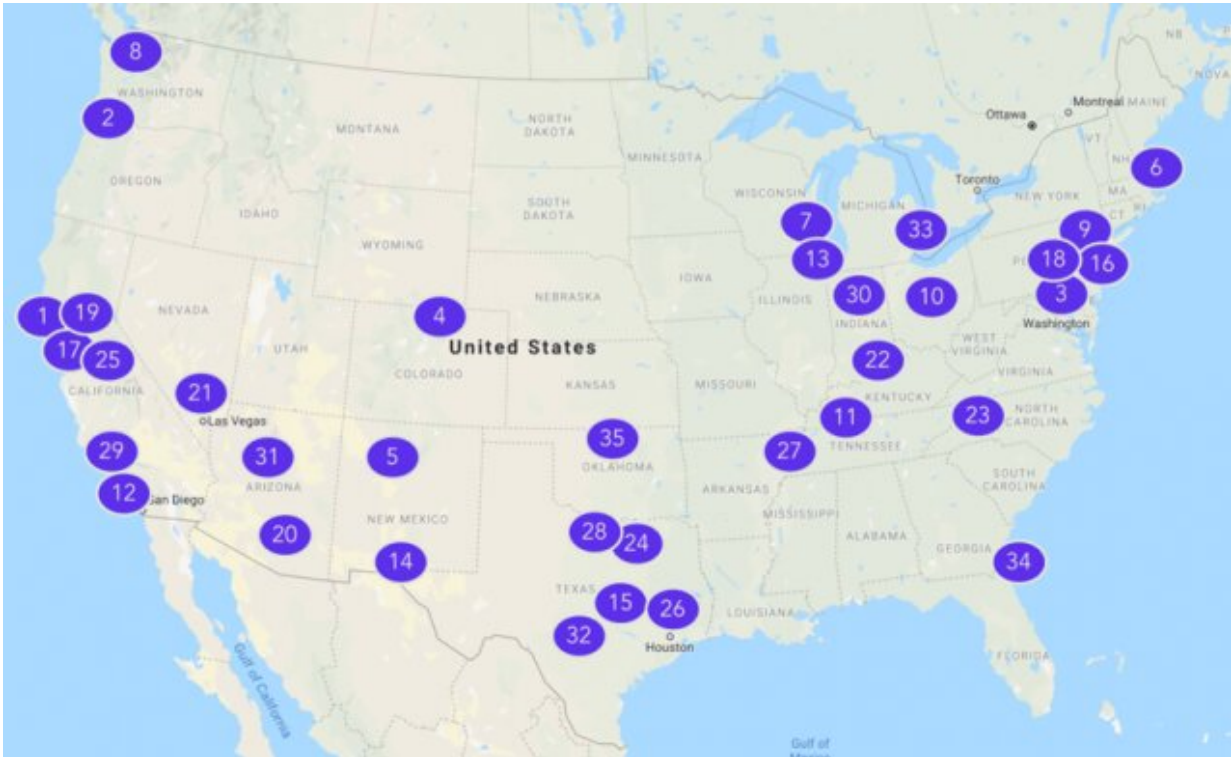 NB
8
WASHINGTON
2
MONTANA
NORTH
DAKOTA
MINNESOTA
Ottawa
Montreal
MAINE
VT
NH
6
MA
CT
RI
OREGON
IDAHO
SOUTH
DAKOTA
WISCONSIN
MICHIGAN
Toronto
NEW YORK
7
33
9
WYOMING
13
18
16
IOWA
30
10
3
NEBRASKA
ILLINOIS
INDIANA
Washington
1
19
NEVADA
4
United States
17
25
UTAH
COLORADO
KANSAS
MISSOURI
22
WEST
VIRGINIA
VIRGINIA
CALIFORNIA
21
Las Vegas
KENTUCKY
11
23
NORTH
CAROLINA
TENNESSEE
29
31
5
35
OKLAHOMA
27
ARIZONA
12
San Diego
ARKANSAS
SOUTH
CAROLINA
NEW MEXICO
MISSISSIPPI
20
28
24
ALABAMA
GEORGIA
14
34
TEXAS
15
26
LOUISIANA
32
Houston
FLORIDA
Gulf of California
Gulf of